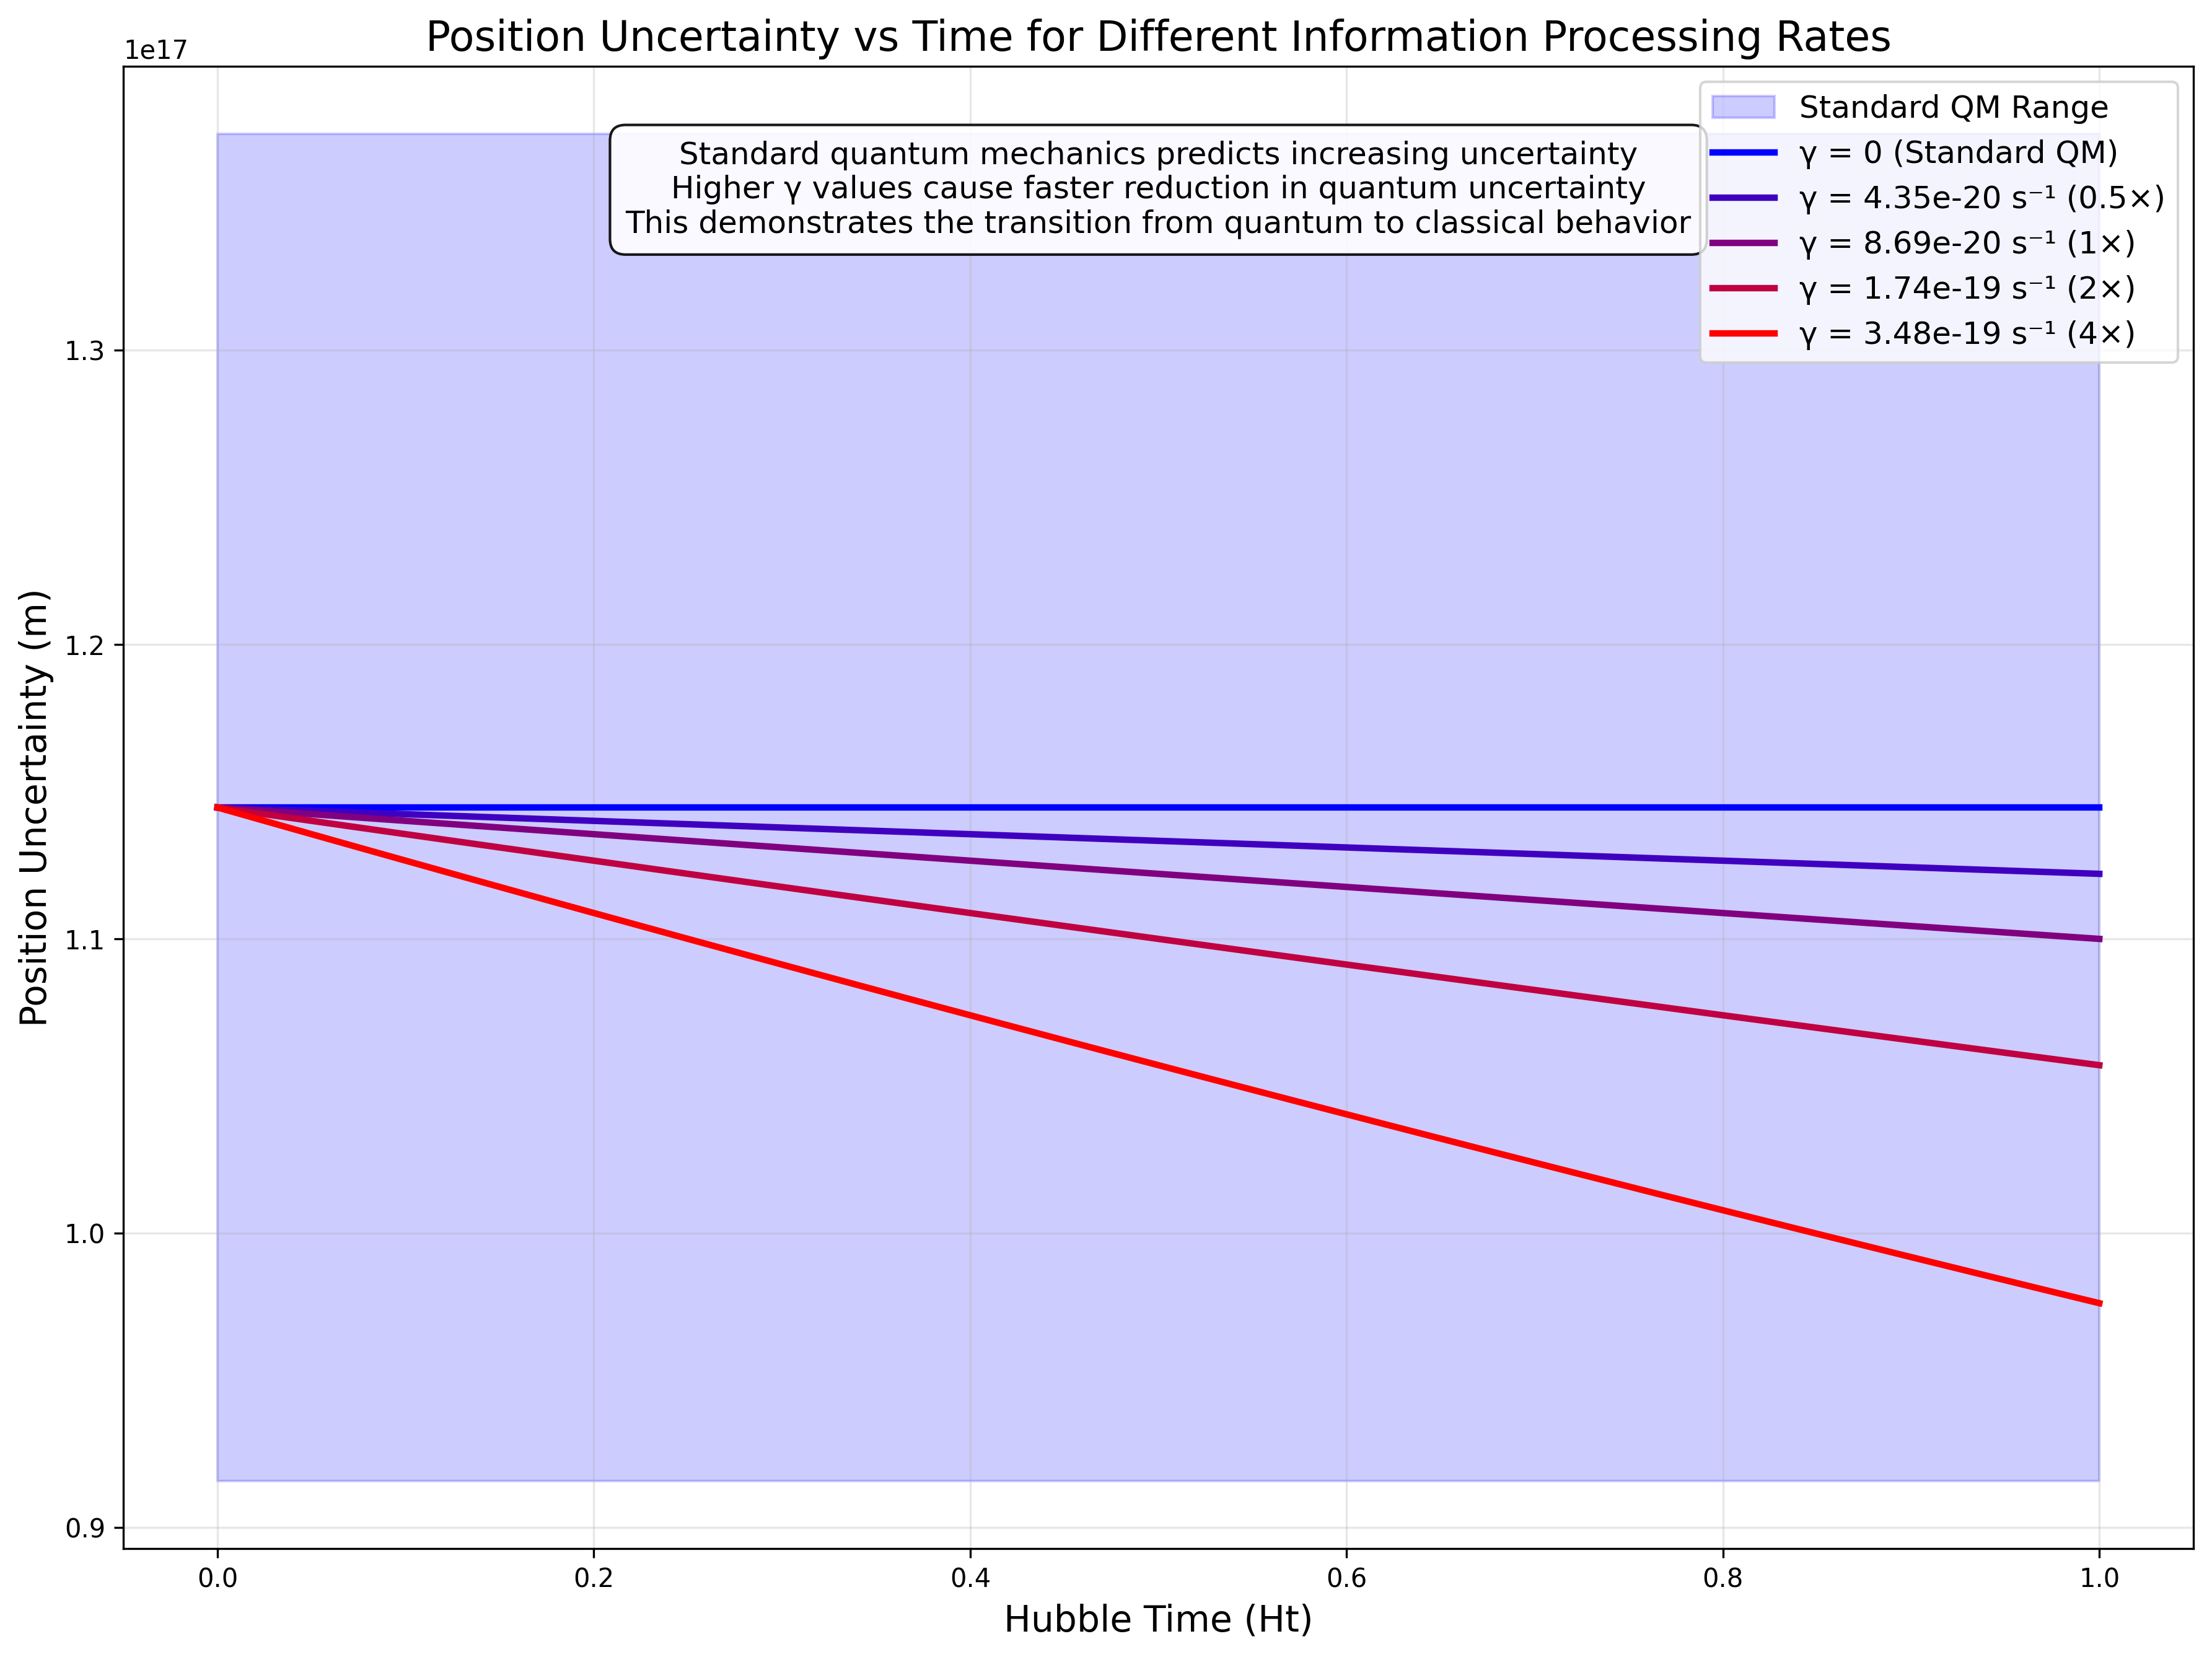 Position Uncertainty vs Time for Different Information Processing Rates
1e17
Standard QM Range
γ = 0 (Standard QM)
γ = 4.35e-20 s⁻¹ (0.5×)
γ = 8.69e-20 s⁻¹ (1×)
γ = 1.74e-19 s⁻¹ (2×)
γ = 3.48e-19 s⁻¹ (4×)
Standard quantum mechanics predicts increasing uncertainty
Higher γ values cause faster reduction in quantum uncertainty
This demonstrates the transition from quantum to classical behavior
Position Uncertainty (m)
1.3
1.2
1.1
1.0
0.9
0.0 0.2 0.4 0.6 0.8 1.0
Hubble Time (Ht)